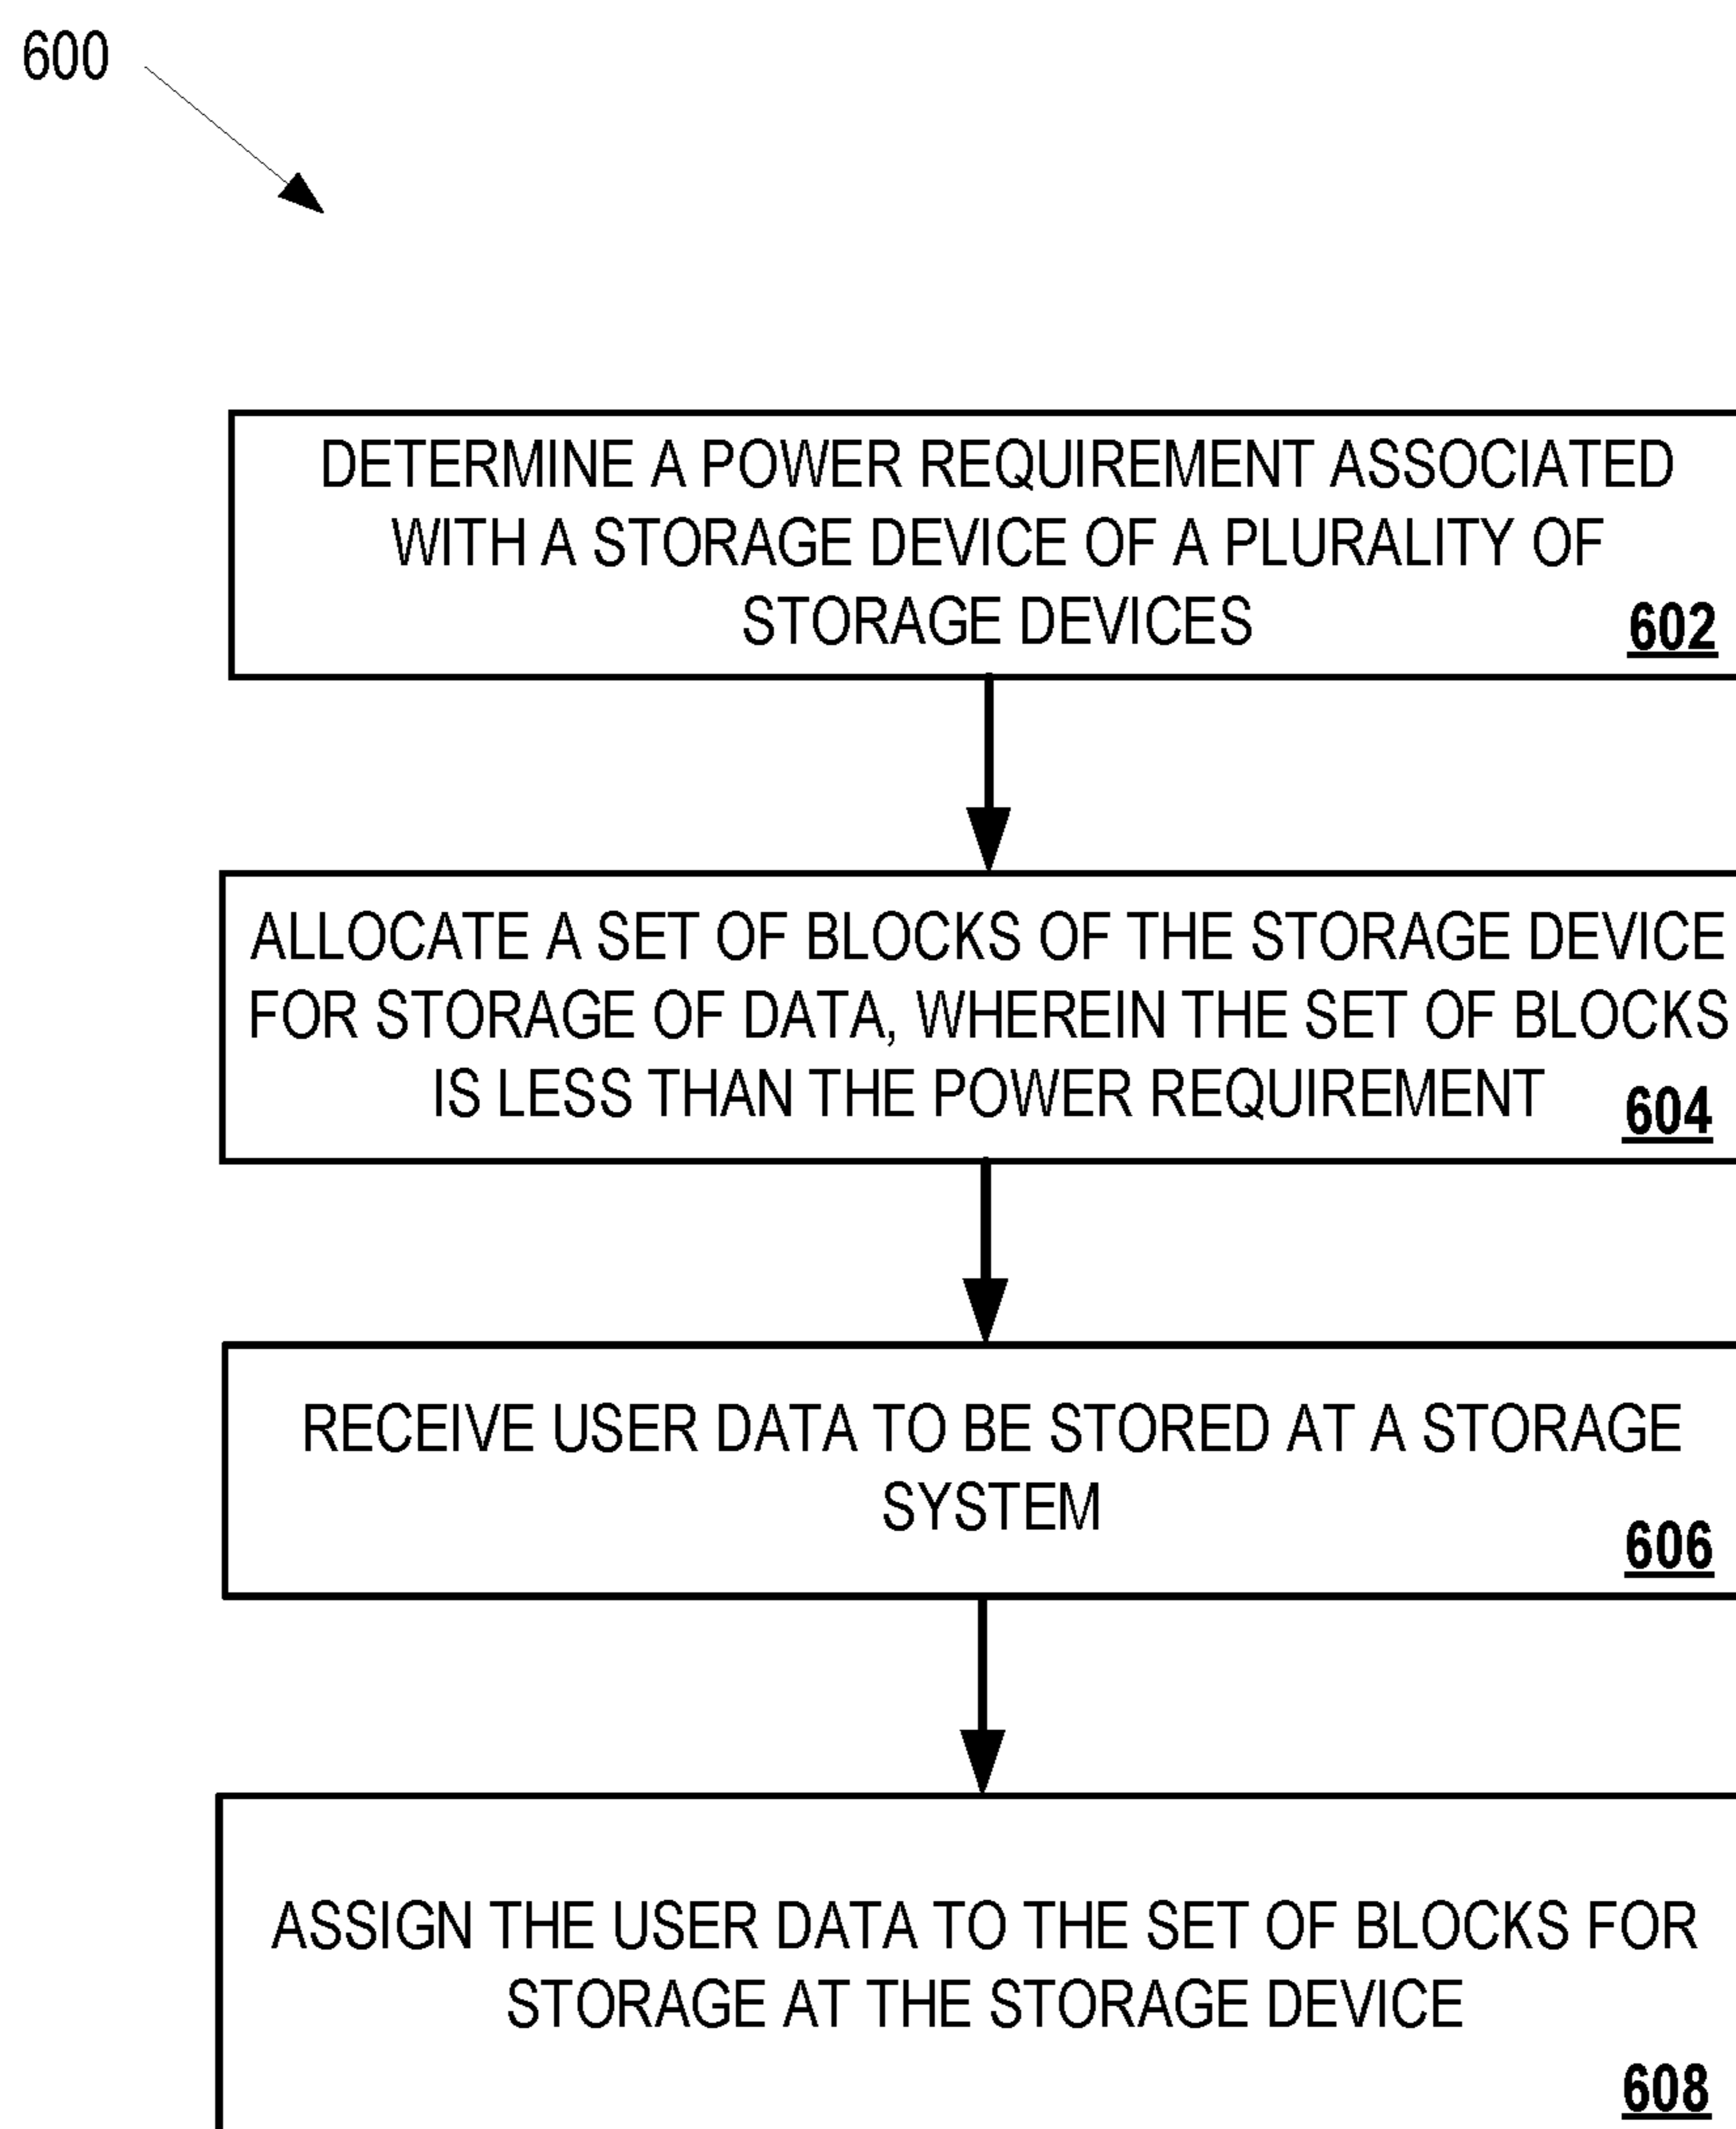 600
DETERMINE A POWER REQUIREMENT ASSOCIATED
WITH A STORAGE DEVICE OF A PLURALITY OF
STORAGE DEVICES
602
ALLOCATE A SET OF BLOCKS OF THE STORAGE DEVICE
FOR STORAGE OF DATA, WHEREIN THE SET OF BLOCKS
IS LESS THAN THE POWER REQUIREMENT
604
RECEIVE USER DATA TO BE STORED AT A STORAGE
SYSTEM
606
ASSIGN THE USER DATA TO THE SET OF BLOCKS FOR
STORAGE AT THE STORAGE DEVICE
608